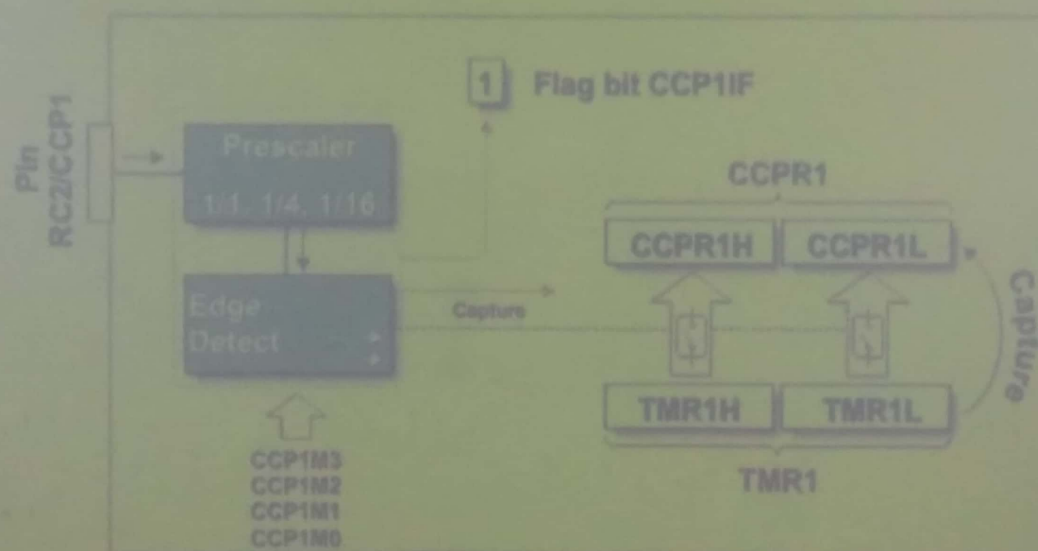 1 Flag bit CCP1IF
Pin
RC2/CCP1
Prescaler
1/1, 1/4, 1/16
CCPR1
CCPR1H CCPR1L
Edge
Detect
Capture
Capture
TMR1H TMR1L
TMR1
CCP1M3
CCP1M2
CCP1M1
CCP1M0